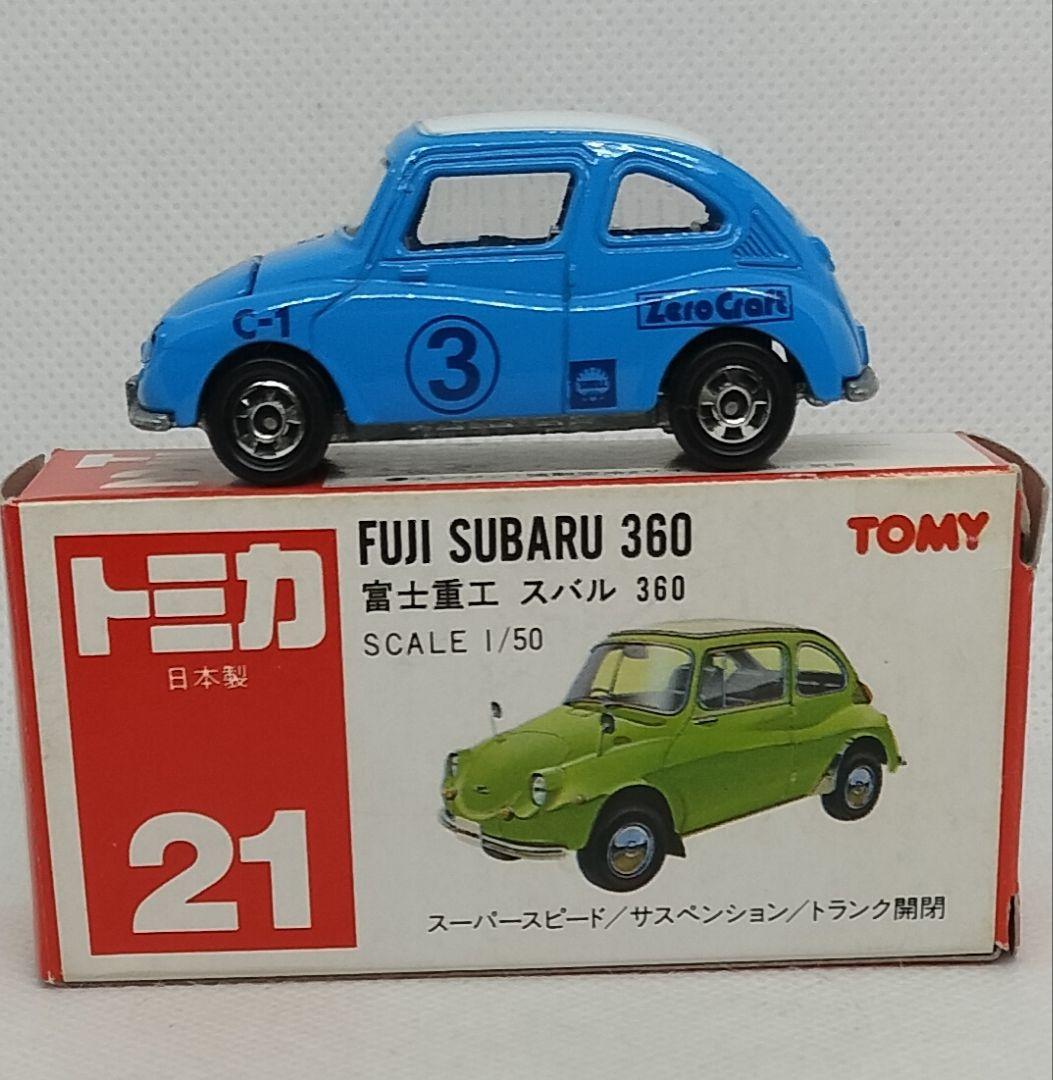 C-1
3
ZeroCraft
FUJI SUBARU 360
TOMY
富士重工 スバル 360
SCALE 1/50
トミカ
日本製
21
スーパースピード/サスペンション/トランク開閉